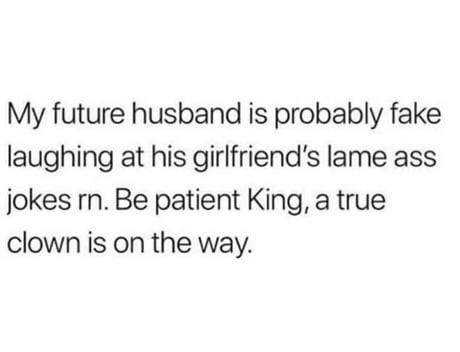 My future husband is probably fake
laughing at his girlfriend's lame ass
jokes rn. Be patient King, a true
clown is on the way.